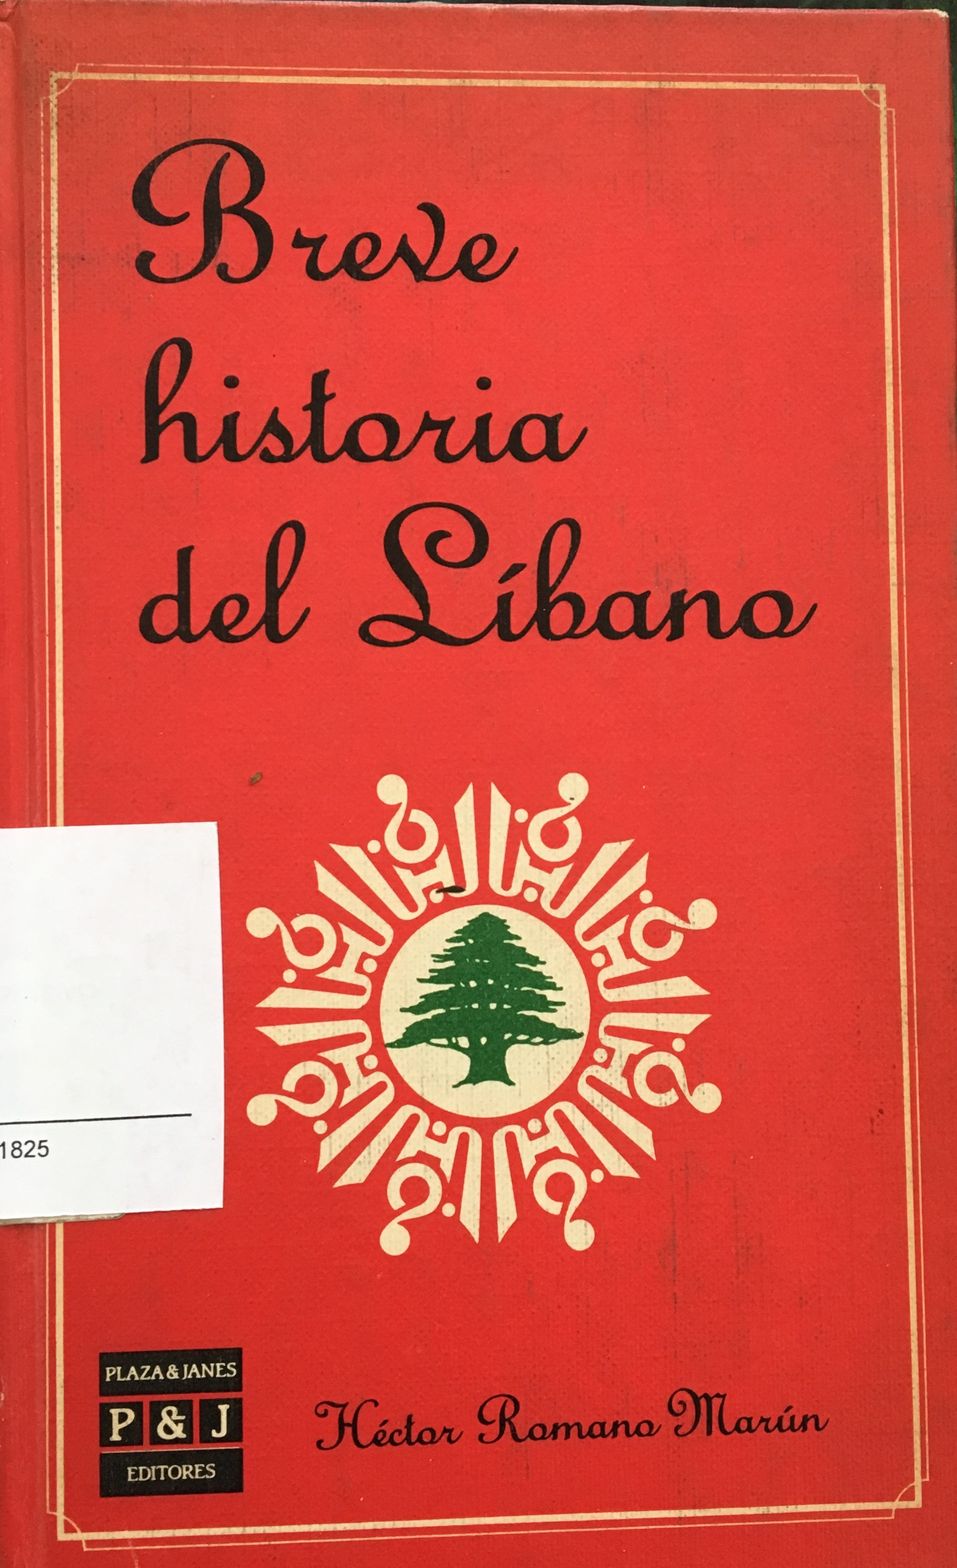 Breve
historia
del Líbano
1825
PLAZA & JANES
P & J
EDITORES
Héctor Romano Marún